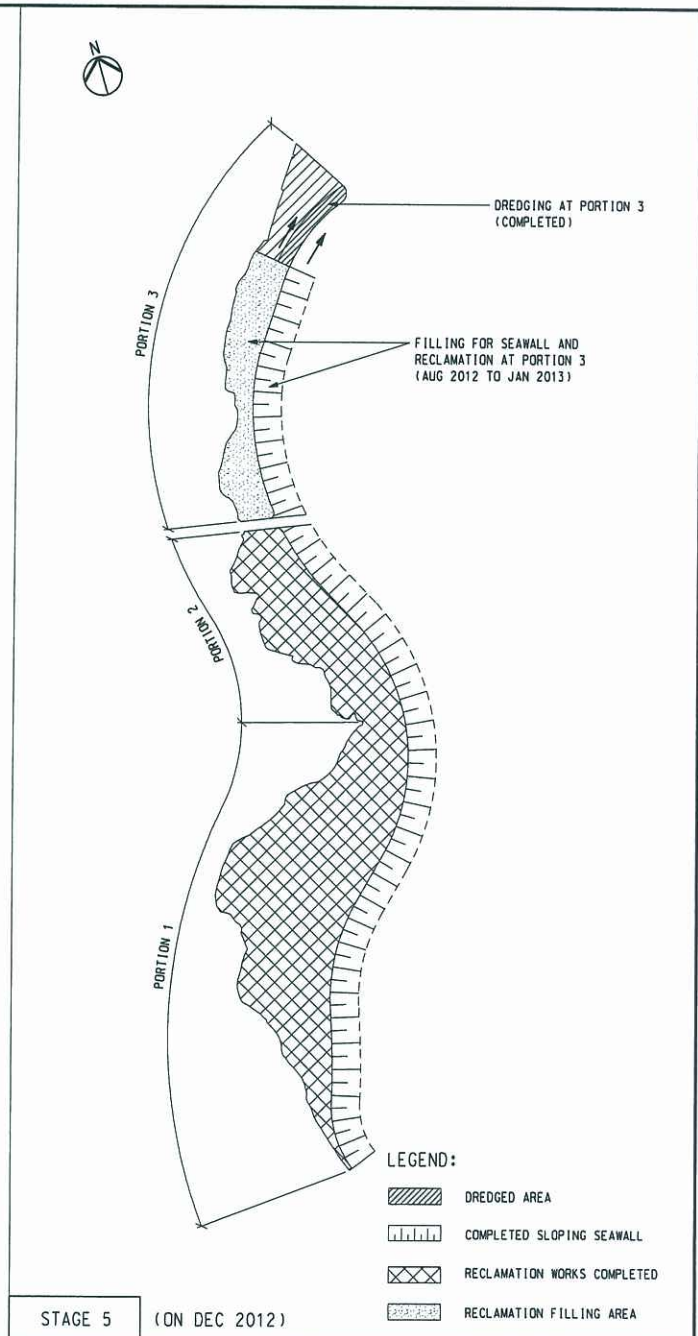 N
DREDGING AT PORTION 3
(COMPLETED)
PORTION 3
FILLING FOR SEAWALL AND
RECLAMATION AT PORTION 3
(AUG 2012 TO JAN 2013)
PORTION 2
PORTION 1
LEGEND:
DREDGED AREA
COMPLETED SLOPING SEAWALL
RECLAMATION WORKS COMPLETED
RECLAMATION FILLING AREA
STAGE 5 (ON DEC 2012)